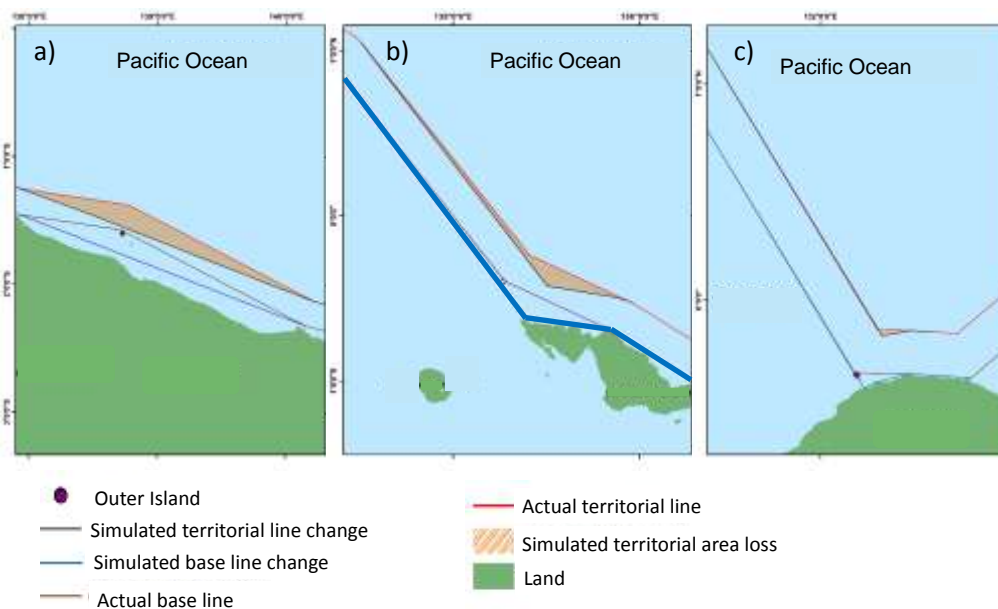 a)
Pacific Ocean
b)
Pacific Ocean
c)
Pacific Ocean
Outer Island
Simulated territorial line change
Simulated base line change
Actual base line
Actual territorial line
Simulated territorial area loss
Land